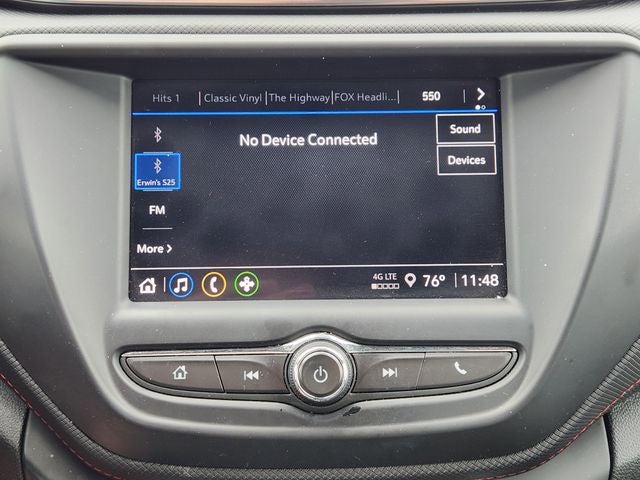 Hits 1 Classic Vinyl The Highway FOX Headli... 550
No Device Connected
Sound
Erwin's S25
Devices
FM
More
4G LTE
76° 11:48